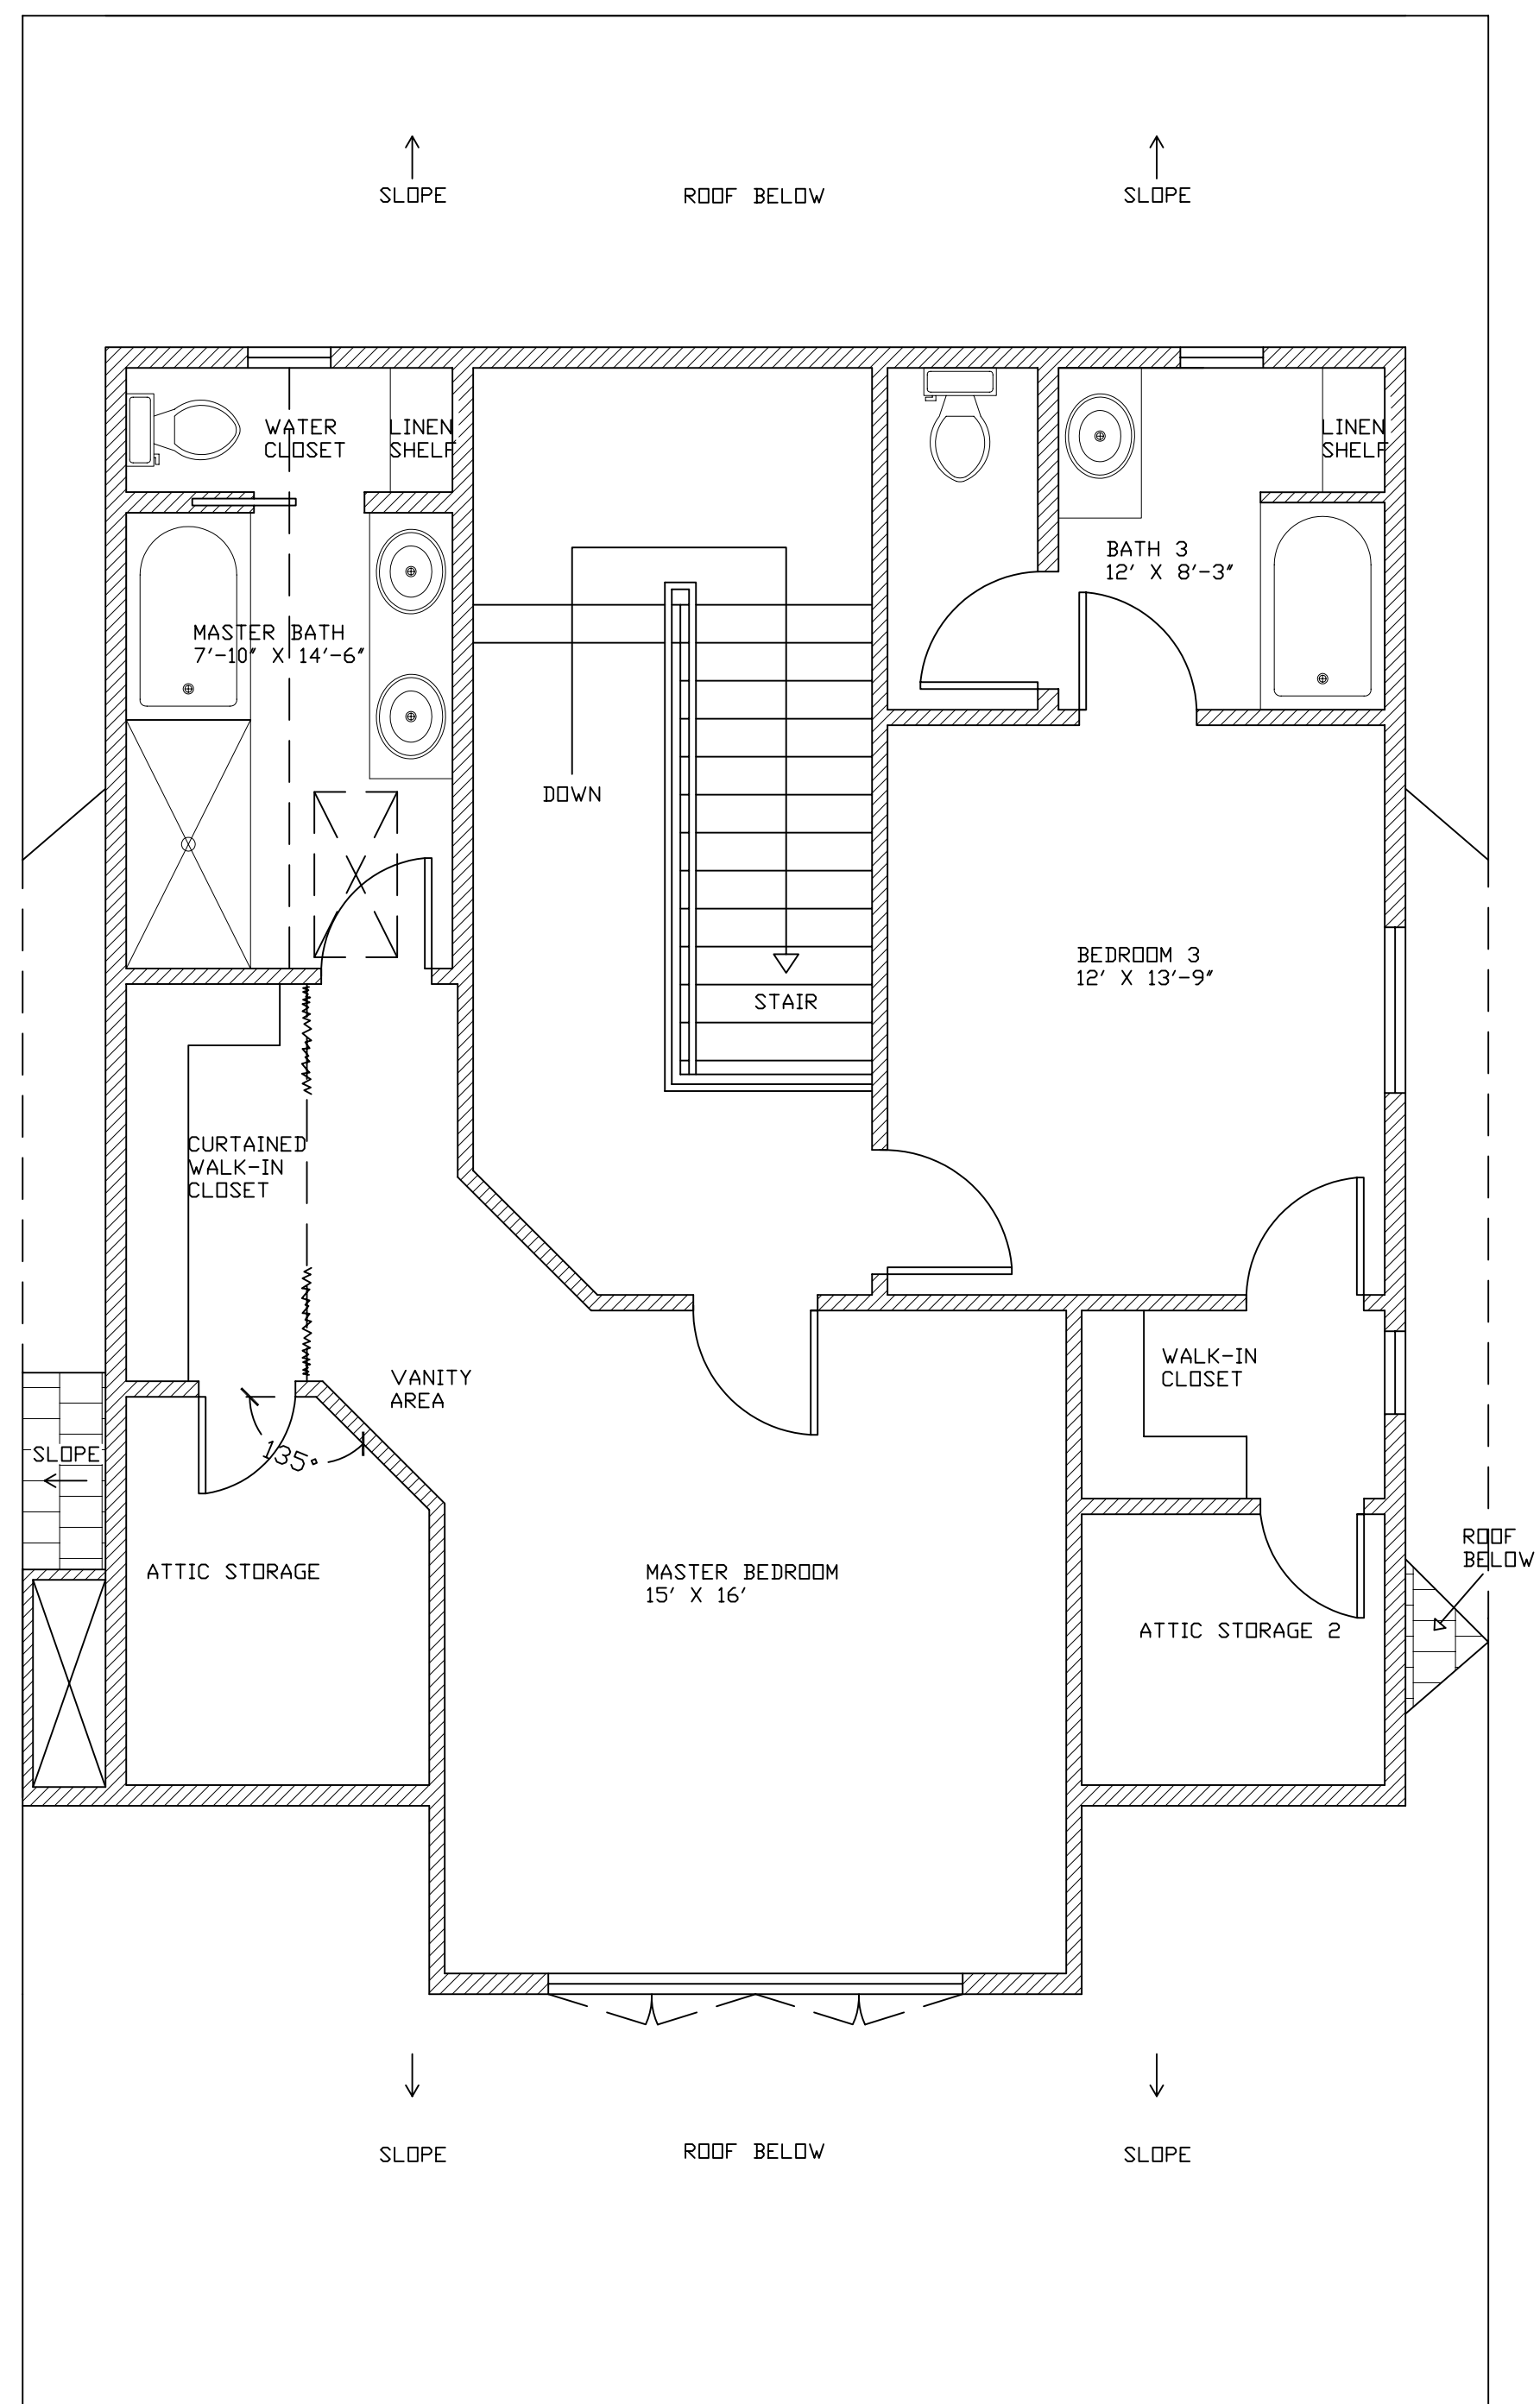 SLOPE
ROOF BELOW
SLOPE
WATER
CLOSET
LINEN
SHELF
LINEN
SHELF
BATH 3
12' X 8'-3"
MASTER BATH
7'-10" X 14'-6"
DOWN
BEDROOM 3
12' X 13'-9"
STAIR
CURTAINED
WALK-IN
CLOSET
WALK-IN
CLOSET
VANITY
AREA
SLOPE
135°
ATTIC STORAGE
MASTER BEDROOM
15' X 16'
ROOF
BELOW
ATTIC STORAGE 2
SLOPE
ROOF BELOW
SLOPE